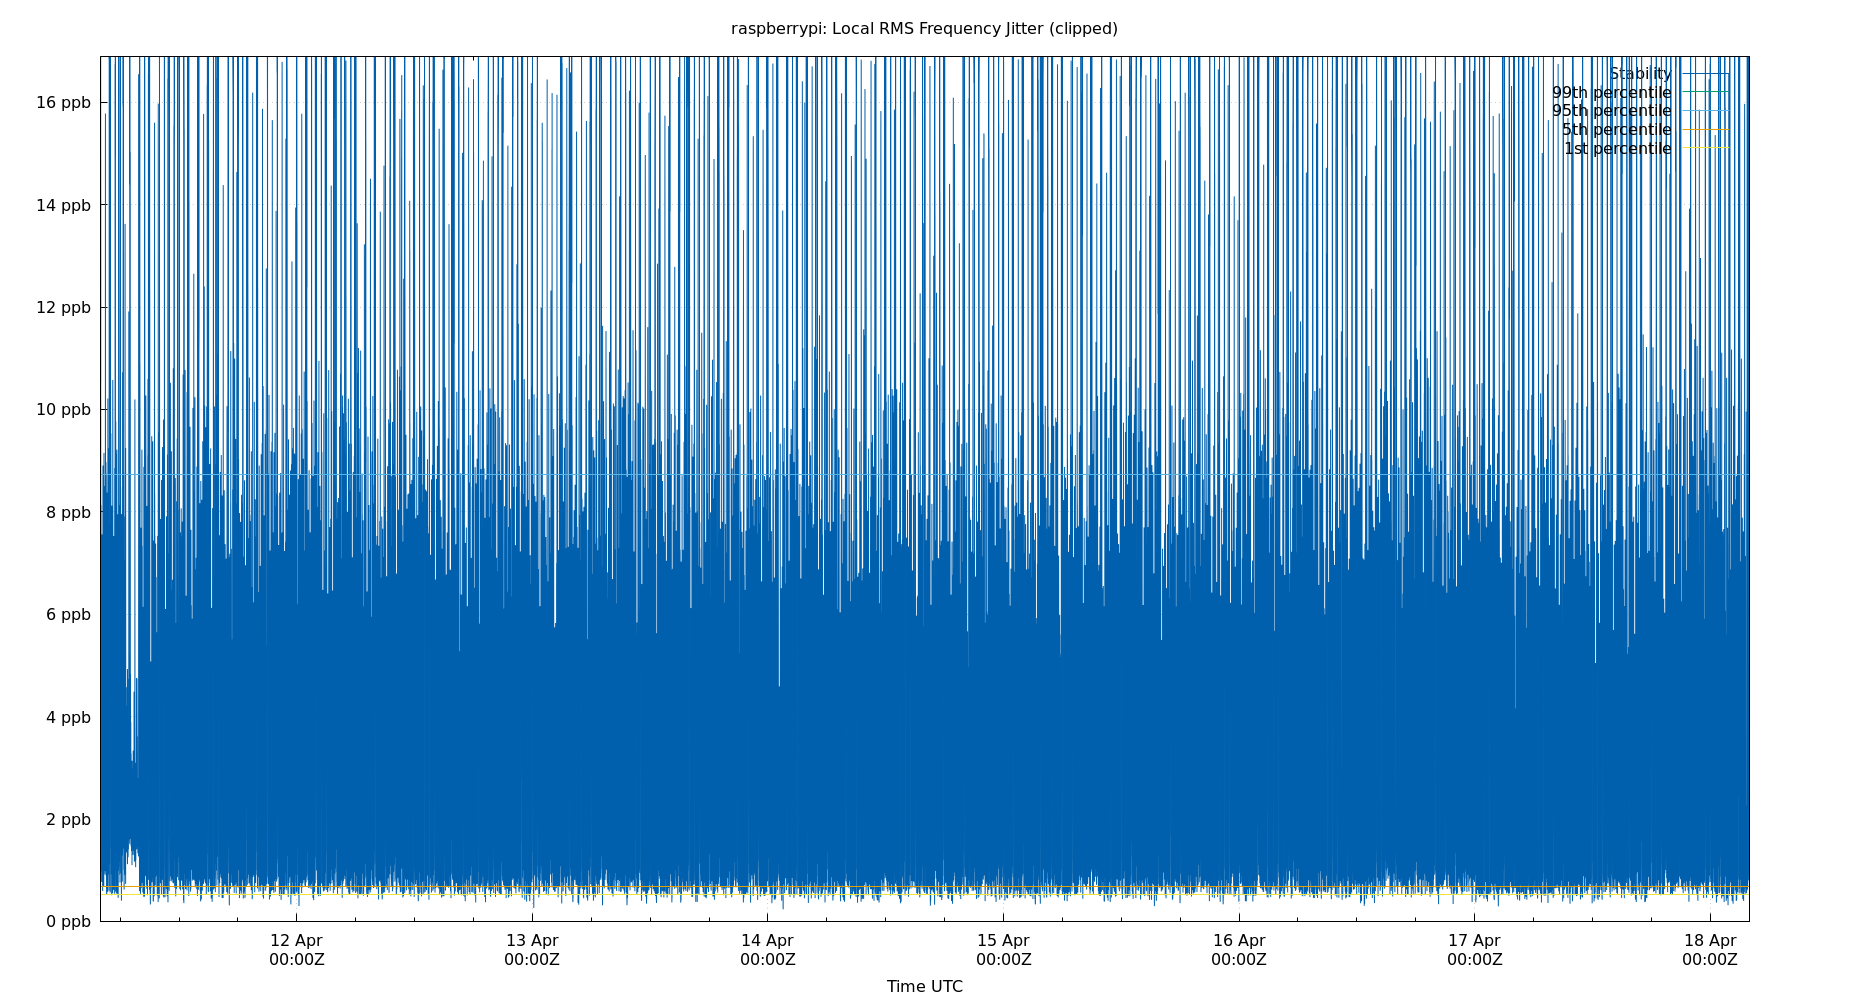 raspberrypi: Local RMS Frequency Jitter (clipped)
Stability
99th percentile
95th percentile
5th percentile
1st percentile
16 ppb
14 ppb
12 ppb
10 ppb
8 ppb
6 ppb
4 ppb
2 ppb
0 ppb
12 Apr 13 Apr 14 Apr 15 Apr 16 Apr 17 Apr 18 Apr
00:00Z 00:00Z 00:00Z 00:00Z 00:00Z 00:00Z 00:00Z
Time UTC